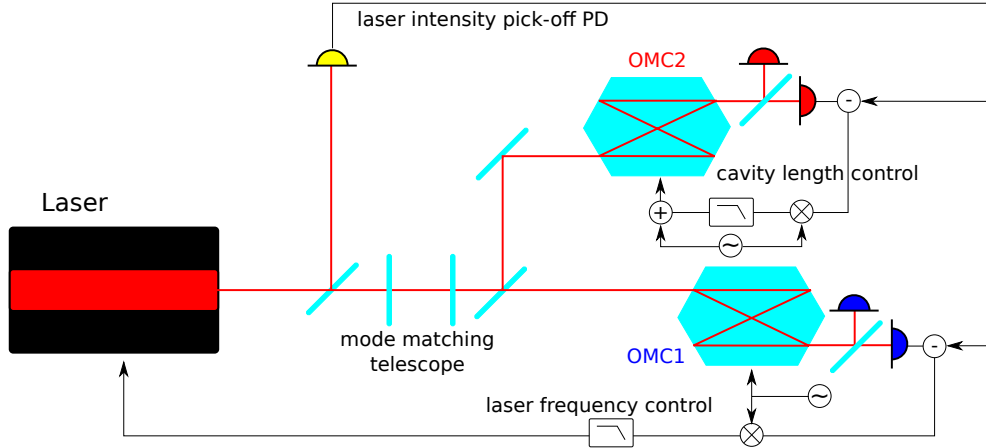 laser intensity pick-off PD
OMC2
-
cavity length control
+
~
Laser
mode matching
telescope
OMC1
-
~
laser frequency control